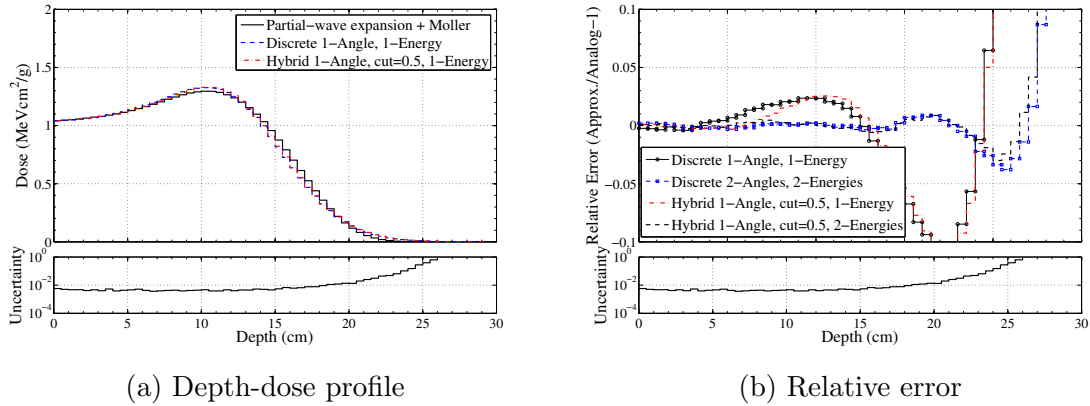 2
1.5
1
0.5
0
Dose (MeVcm²/g)
Partial−wave expansion + Moller
Discrete 1−Angle, 1−Energy
Hybrid 1−Angle, cut=0.5, 1−Energy
10⁰
10⁻²
10⁻⁴
Uncertainty
0 5 10 15 20 25 30
Depth (cm)
(a) Depth-dose profile
0.1
0.05
0
−0.05
−0.1
Relative Error (Approx./Analog−1)
Discrete 1−Angle, 1−Energy
Discrete 2−Angles, 2−Energies
Hybrid 1−Angle, cut=0.5, 1−Energy
Hybrid 1−Angle, cut=0.5, 2−Energies
10⁰
10⁻²
10⁻⁴
Uncertainty
0 5 10 15 20 25 30
Depth (cm)
(b) Relative error